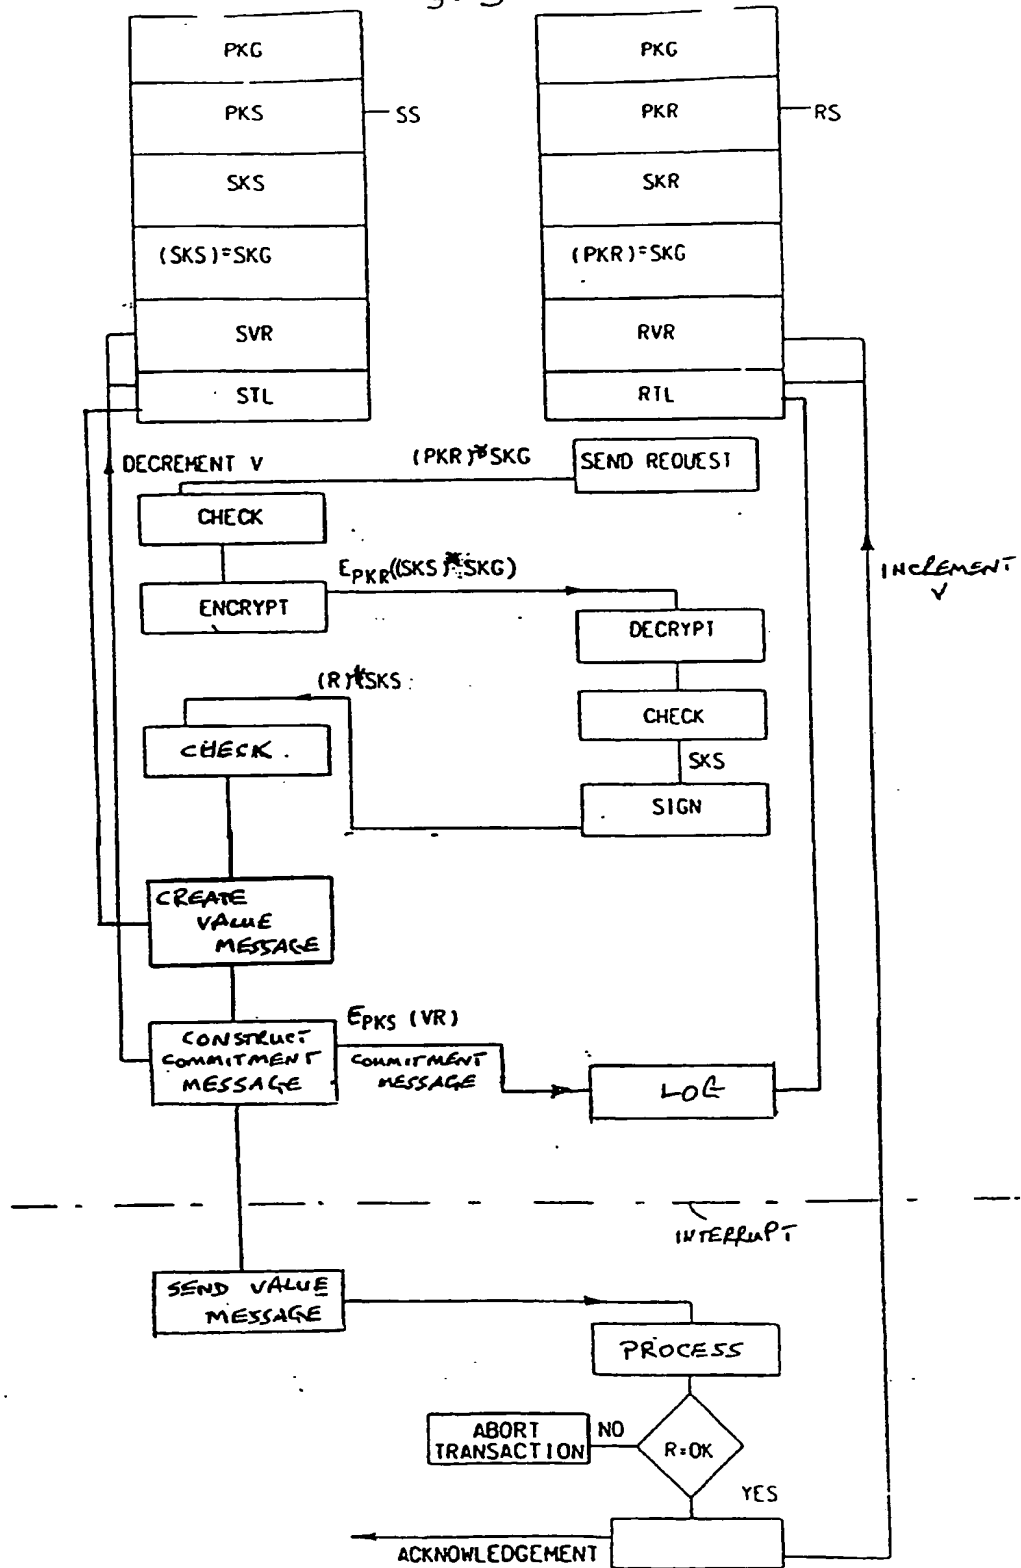 PKG
PKS
SS
SKS
(SKS)=SKG
SVR
STL
PKG
PKR
RS
SKR
(PKR)=SKG
RVR
RTL
DECREMENT V
(PKR)*SKG
SEND REQUEST
CHECK
INCREMENT
V
EPKR((SKS)*SKG)
ENCRYPT
DECRYPT
(R)*SKS
CHECK
CHECK.
SKS
SIGN
CREATE
VALUE
MESSAGE
CONSTRUCT
COMMITMENT
MESSAGE
EPKS (VR)
COMMITMENT
MESSAGE
LOG
INTERRUPT
SEND VALUE
MESSAGE
PROCESS
ABORT
TRANSACTION
NO
R=OK
YES
ACKNOWLEDGEMENT